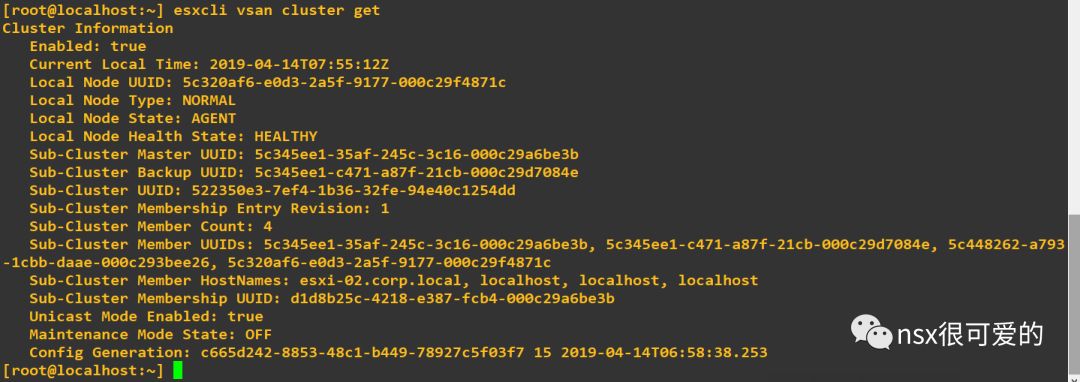 [root@localhost:~] esxcli vsan cluster get
Cluster Information
   Enabled: true
   Current Local Time: 2019-04-14T07:55:12Z
   Local Node UUID: 5c320af6-e0d3-2a5f-9177-000c29f4871c
   Local Node Type: NORMAL
   Local Node State: AGENT
   Local Node Health State: HEALTHY
   Sub-Cluster Master UUID: 5c345ee1-35af-245c-3c16-000c29a6be3b
   Sub-Cluster Backup UUID: 5c345ee1-c471-a87f-21cb-000c29d7084e
   Sub-Cluster UUID: 522350e3-7ef4-1b36-32fe-94e40c1254dd
   Sub-Cluster Membership Entry Revision: 1
   Sub-Cluster Member Count: 4
   Sub-Cluster Member UUIDs: 5c345ee1-35af-245c-3c16-000c29a6be3b, 5c345ee1-c471-a87f-21cb-000c29d7084e, 5c448262-a793
-1cbb-daae-000c293bee26, 5c320af6-e0d3-2a5f-9177-000c29f4871c
   Sub-Cluster Member HostNames: esxi-02.corp.local, localhost, localhost, localhost
   Sub-Cluster Membership UUID: d1d8b25c-4218-e387-fcb4-000c29a6be3b
   Unicast Mode Enabled: true
   Maintenance Mode State: OFF
   Config Generation: c665d242-8853-48c1-b449-78927c5f03f7 15 2019-04-14T06:58:38.253
[root@localhost:~]
nsx很可爱的